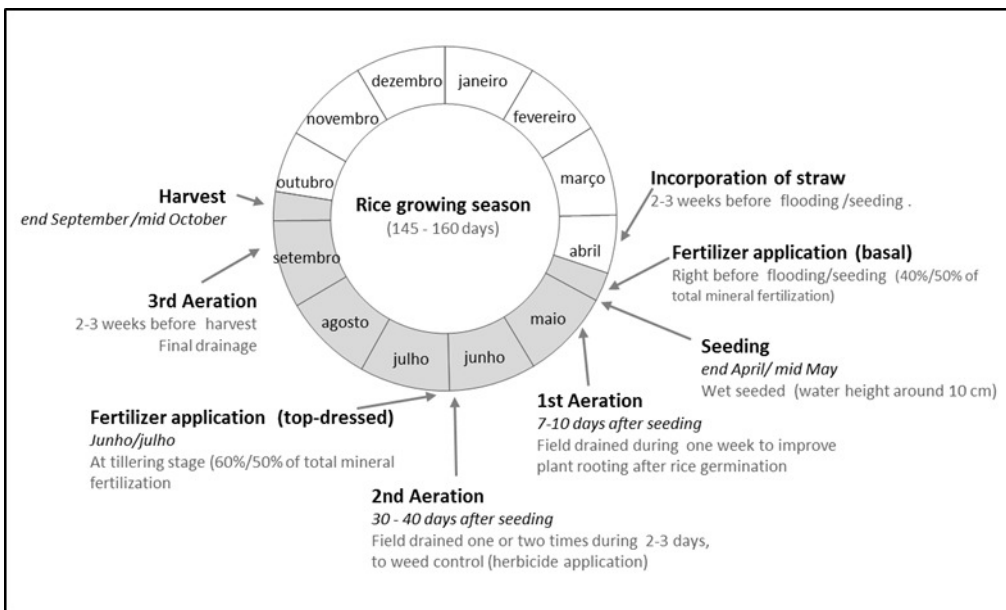 dezembro
janeiro
fevereiro
março
abril
maio
junho
julho
agosto
setembro
outubro
novembro
Rice growing season
(145 - 160 days)
Incorporation of straw
2-3 weeks before flooding /seeding .
Fertilizer application (basal)
Right before flooding/seeding (40%/50% of
total mineral fertilization)
Seeding
end April/ mid May
Wet seeded (water height around 10 cm)
1st Aeration
7-10 days after seeding
Field drained during one week to improve
plant rooting after rice germination
2nd Aeration
30 - 40 days after seeding
Field drained one or two times during 2-3 days,
to weed control (herbicide application)
Fertilizer application (top-dressed)
Junho/julho
At tillering stage (60%/50% of total mineral
fertilization
3rd Aeration
2-3 weeks before harvest
Final drainage
Harvest
end September/mid October